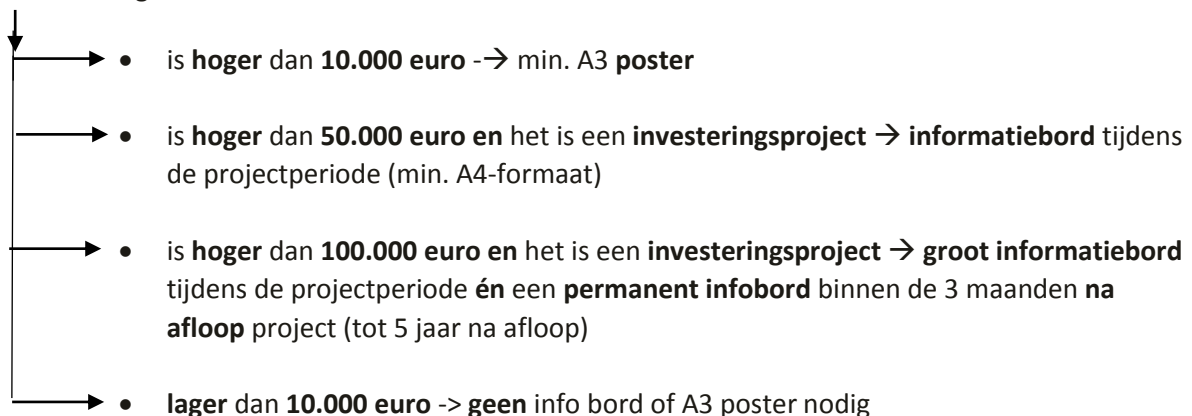 • is hoger dan 10.000 euro -→ min. A3 poster
• is hoger dan 50.000 euro en het is een investeringsproject → informatiebord tijdens
de projectperiode (min. A4-formaat)
• is hoger dan 100.000 euro en het is een investeringsproject → groot informatiebord
tijdens de projectperiode én een permanent infobord binnen de 3 maanden na
afloop project (tot 5 jaar na afloop)
• lager dan 10.000 euro -> geen info bord of A3 poster nodig